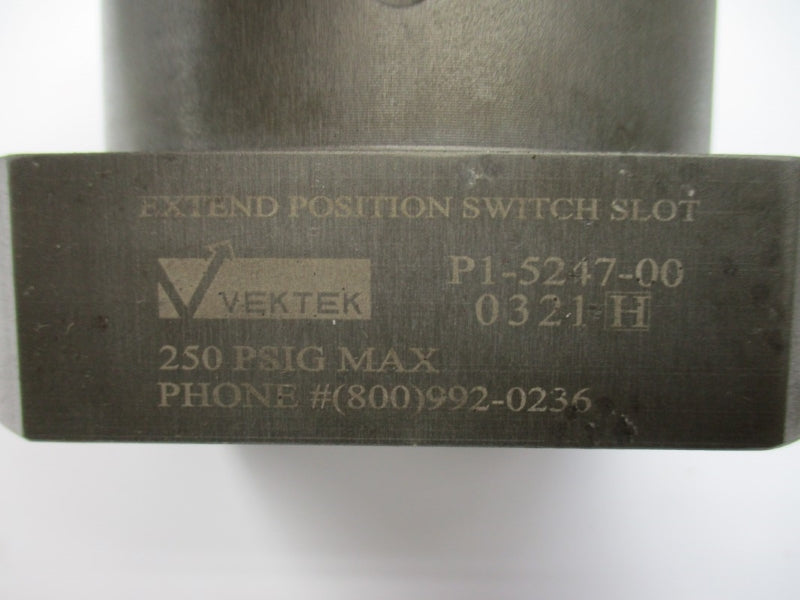 EXTEND POSITION SWITCH SLOT
VEKTEK
P1-5247-00
0321 H
250 PSIG MAX
PHONE #(800)992-0236